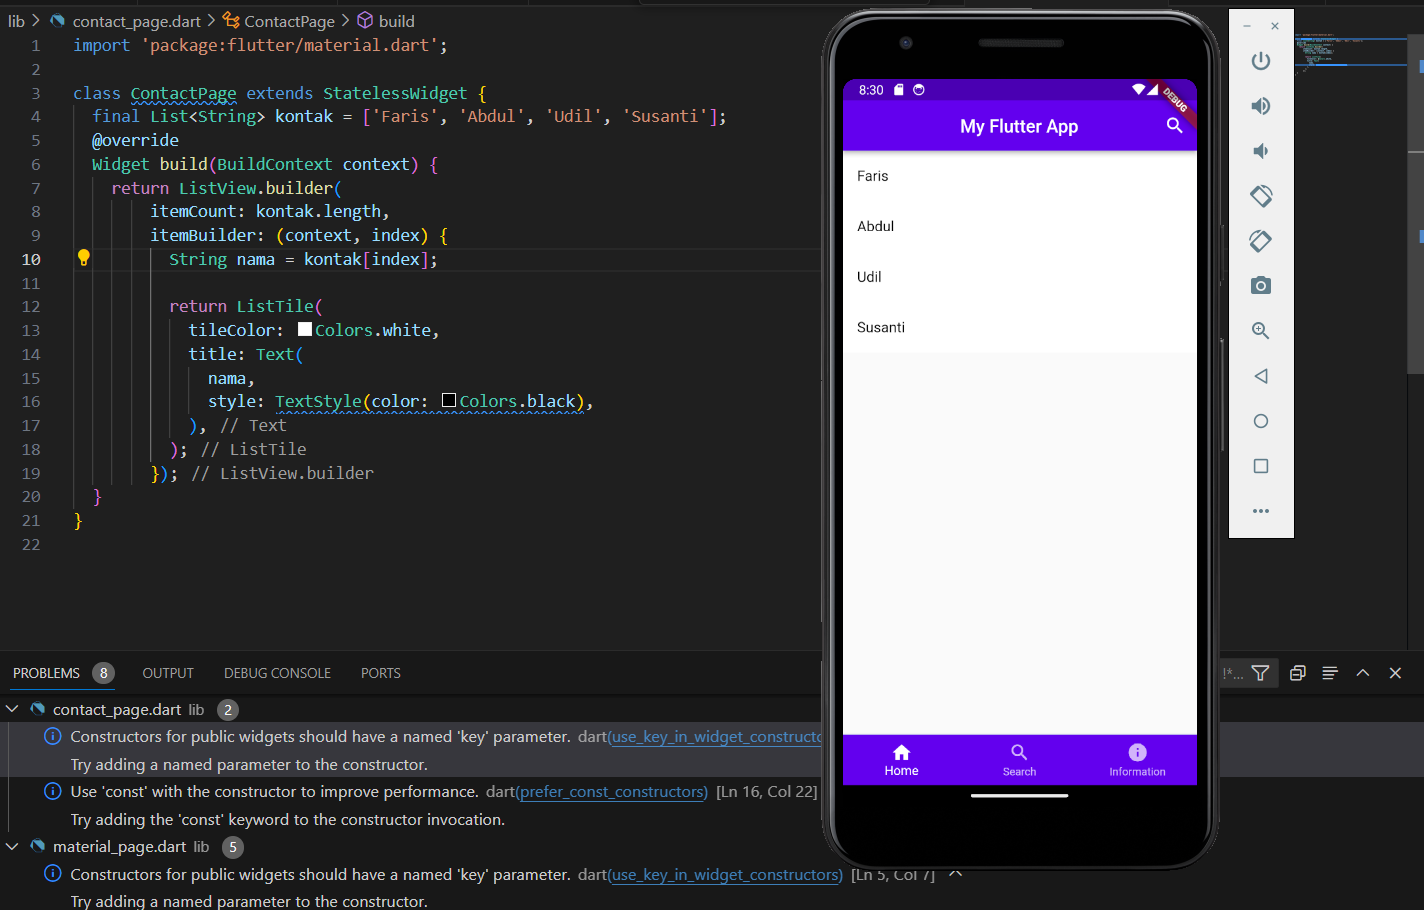 lib > contact_page.dart > ContactPage > build
1 import 'package:flutter/material.dart';
2
3 class ContactPage extends StatelessWidget {
4 final List<String> kontak = ['Faris', 'Abdul', 'Udil', 'Susanti'];
5 @override
6 Widget build(BuildContext context) {
7 return ListView.builder(
8 itemCount: kontak.length,
9 itemBuilder: (context, index) {
10 String nama = kontak[index];
11
12 return ListTile(
13 tileColor: Colors.white,
14 title: Text(
15 nama,
16 style: TextStyle(color: Colors.black),
17 ), // Text
18 ); // ListTile
19 }); // ListView.builder
20 }
21 }
22
8:30
DEBUG
My Flutter App
Faris
Abdul
Udil
Susanti
Home Search Information
PROBLEMS 8 OUTPUT DEBUG CONSOLE PORTS
!*...
contact_page.dart lib 2
Constructors for public widgets should have a named 'key' parameter. dart(use_key_in_widget_constructo
Try adding a named parameter to the constructor.
Use 'const' with the constructor to improve performance. dart(prefer_const_constructors) [Ln 16, Col 22]
Try adding the 'const' keyword to the constructor invocation.
material_page.dart lib 5
Constructors for public widgets should have a named 'key' parameter. dart(use_key_in_widget_constructors) [Ln 5, Col 7]
Try adding a named parameter to the constructor.